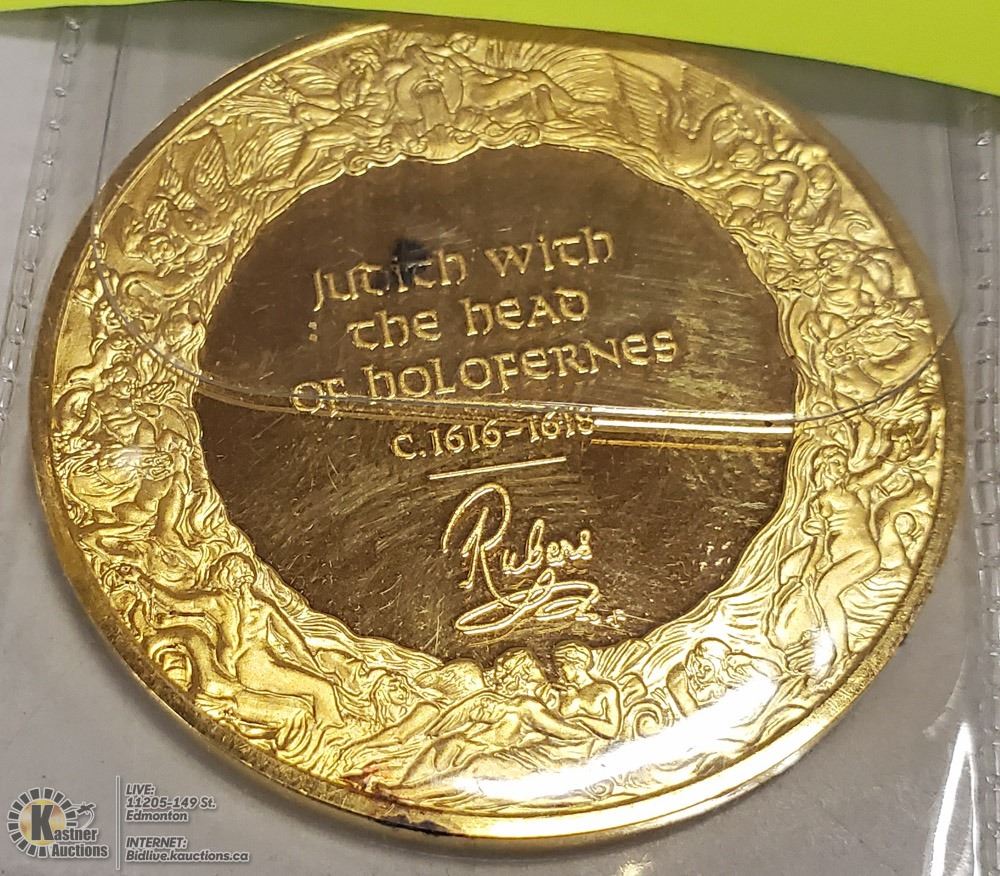 Judith with
the head
of holofernes
c. 1616-1618
Rubens
Kastner
Auctions
LIVE:
11205-149 St.
Edmonton
INTERNET:
Bidlive.kauctions.ca